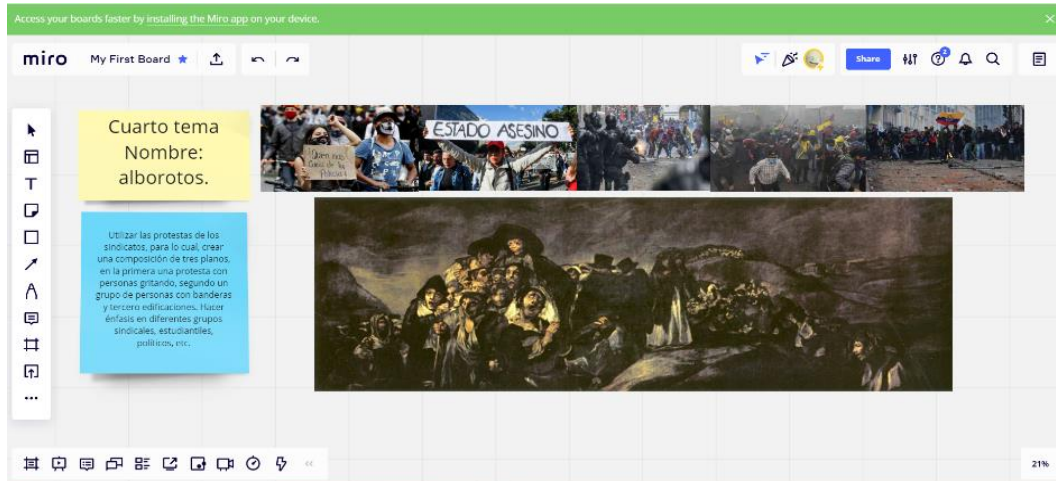 Access your boards faster by installing the Miro app on your device.
miro My First Board Share 2
Cuarto tema
Nombre:
alborotos.
ESTADO ASESINO
Utilizar las protestas de los
sindicatos, para lo cual, crear
una composición de tres planos,
en la primera una protesta con
personas gritando, segundo un
grupo de personas con banderas
y tercero edificaciones. Hacer
énfasis en diferentes grupos
sindicales, estudiantiles,
políticos, etc.
21%